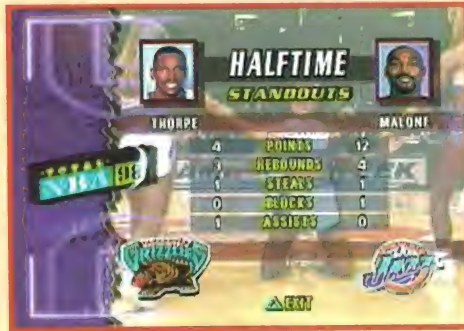 HALFTIME
STANDOUTS
THORPE MALONE
4 POINTS 12
3 REBOUNDS 4
1 STEALS 1
0 BLOCKS 1
1 ASSISTS 0
TOTAL
NBA 98
GRIZZLIES JAZZ
△ EXIT